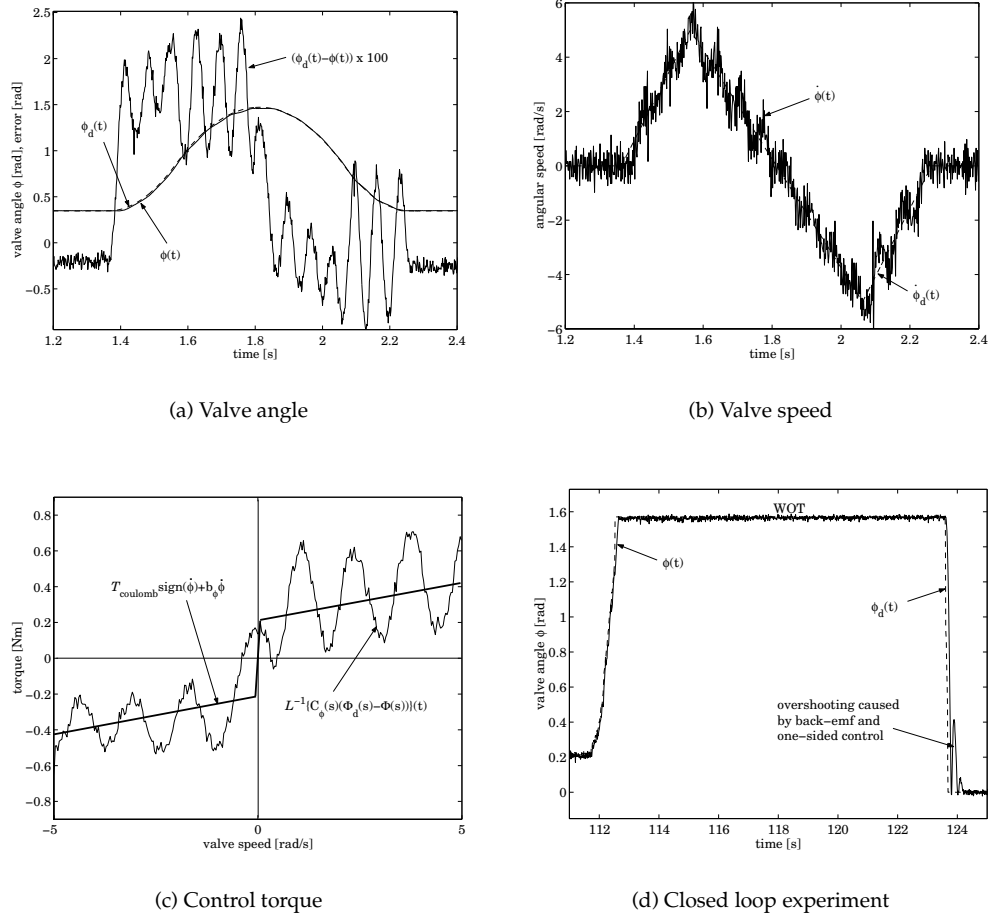 2.5
2
1.5
1
0.5
0
−0.5
valve angle ϕ [rad], error [rad]
(ϕd(t)−ϕ(t)) x 100
ϕd(t)
ϕ(t)
1.2 1.4 1.6 1.8 2 2.2 2.4
time [s]
(a) Valve angle
6
4
2
0
−2
−4
−6
angular speed [rad/s]
ϕ̇(t)
ϕ̇d(t)
1.2 1.4 1.6 1.8 2 2.2 2.4
time [s]
(b) Valve speed
0.8
0.6
0.4
0.2
0
−0.2
−0.4
−0.6
−0.8
torque [Nm]
Tcoulomb sign(ϕ̇)+bϕϕ̇
L−1{Cϕ(s)(Φd(s)−Φ(s))}(t)
−5 0 5
valve speed [rad/s]
(c) Control torque
1.6
1.4
1.2
1
0.8
0.6
0.4
0.2
0
valve angle ϕ [rad]
WOT
ϕ(t)
ϕd(t)
overshooting caused
by back−emf and
one−sided control
112 114 116 118 120 122 124
time [s]
(d) Closed loop experiment